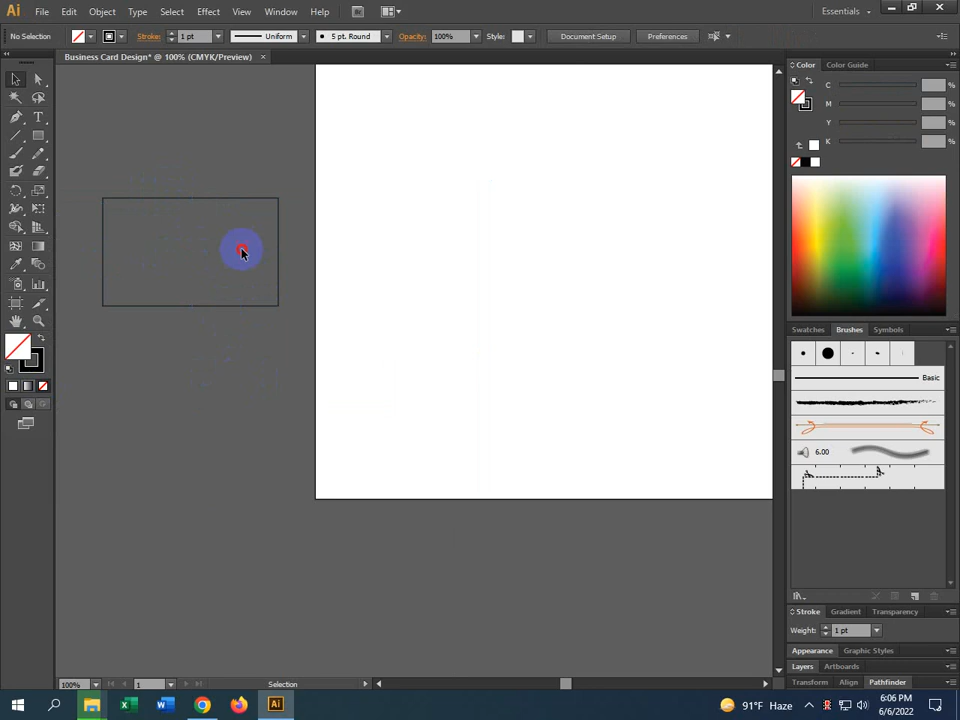 Ai File Edit Object Type Select Effect View Window Help Br Essentials
No Selection Stroke: 1 pt Uniform 5 pt. Round Opacity: 100% Style: Document Setup Preferences
Business Card Design* @ 100% (CMYK/Preview) ×
Color Color Guide
C %
M %
Y %
K %
T
Swatches Brushes Symbols
Basic
6.00
Stroke Gradient Transparency
Weight: 1 pt
Appearance Graphic Styles
Layers Artboards
Transform Align Pathfinder
100% 1 Selection
Ai 91°F Haze 6:06 PM
6/6/2022